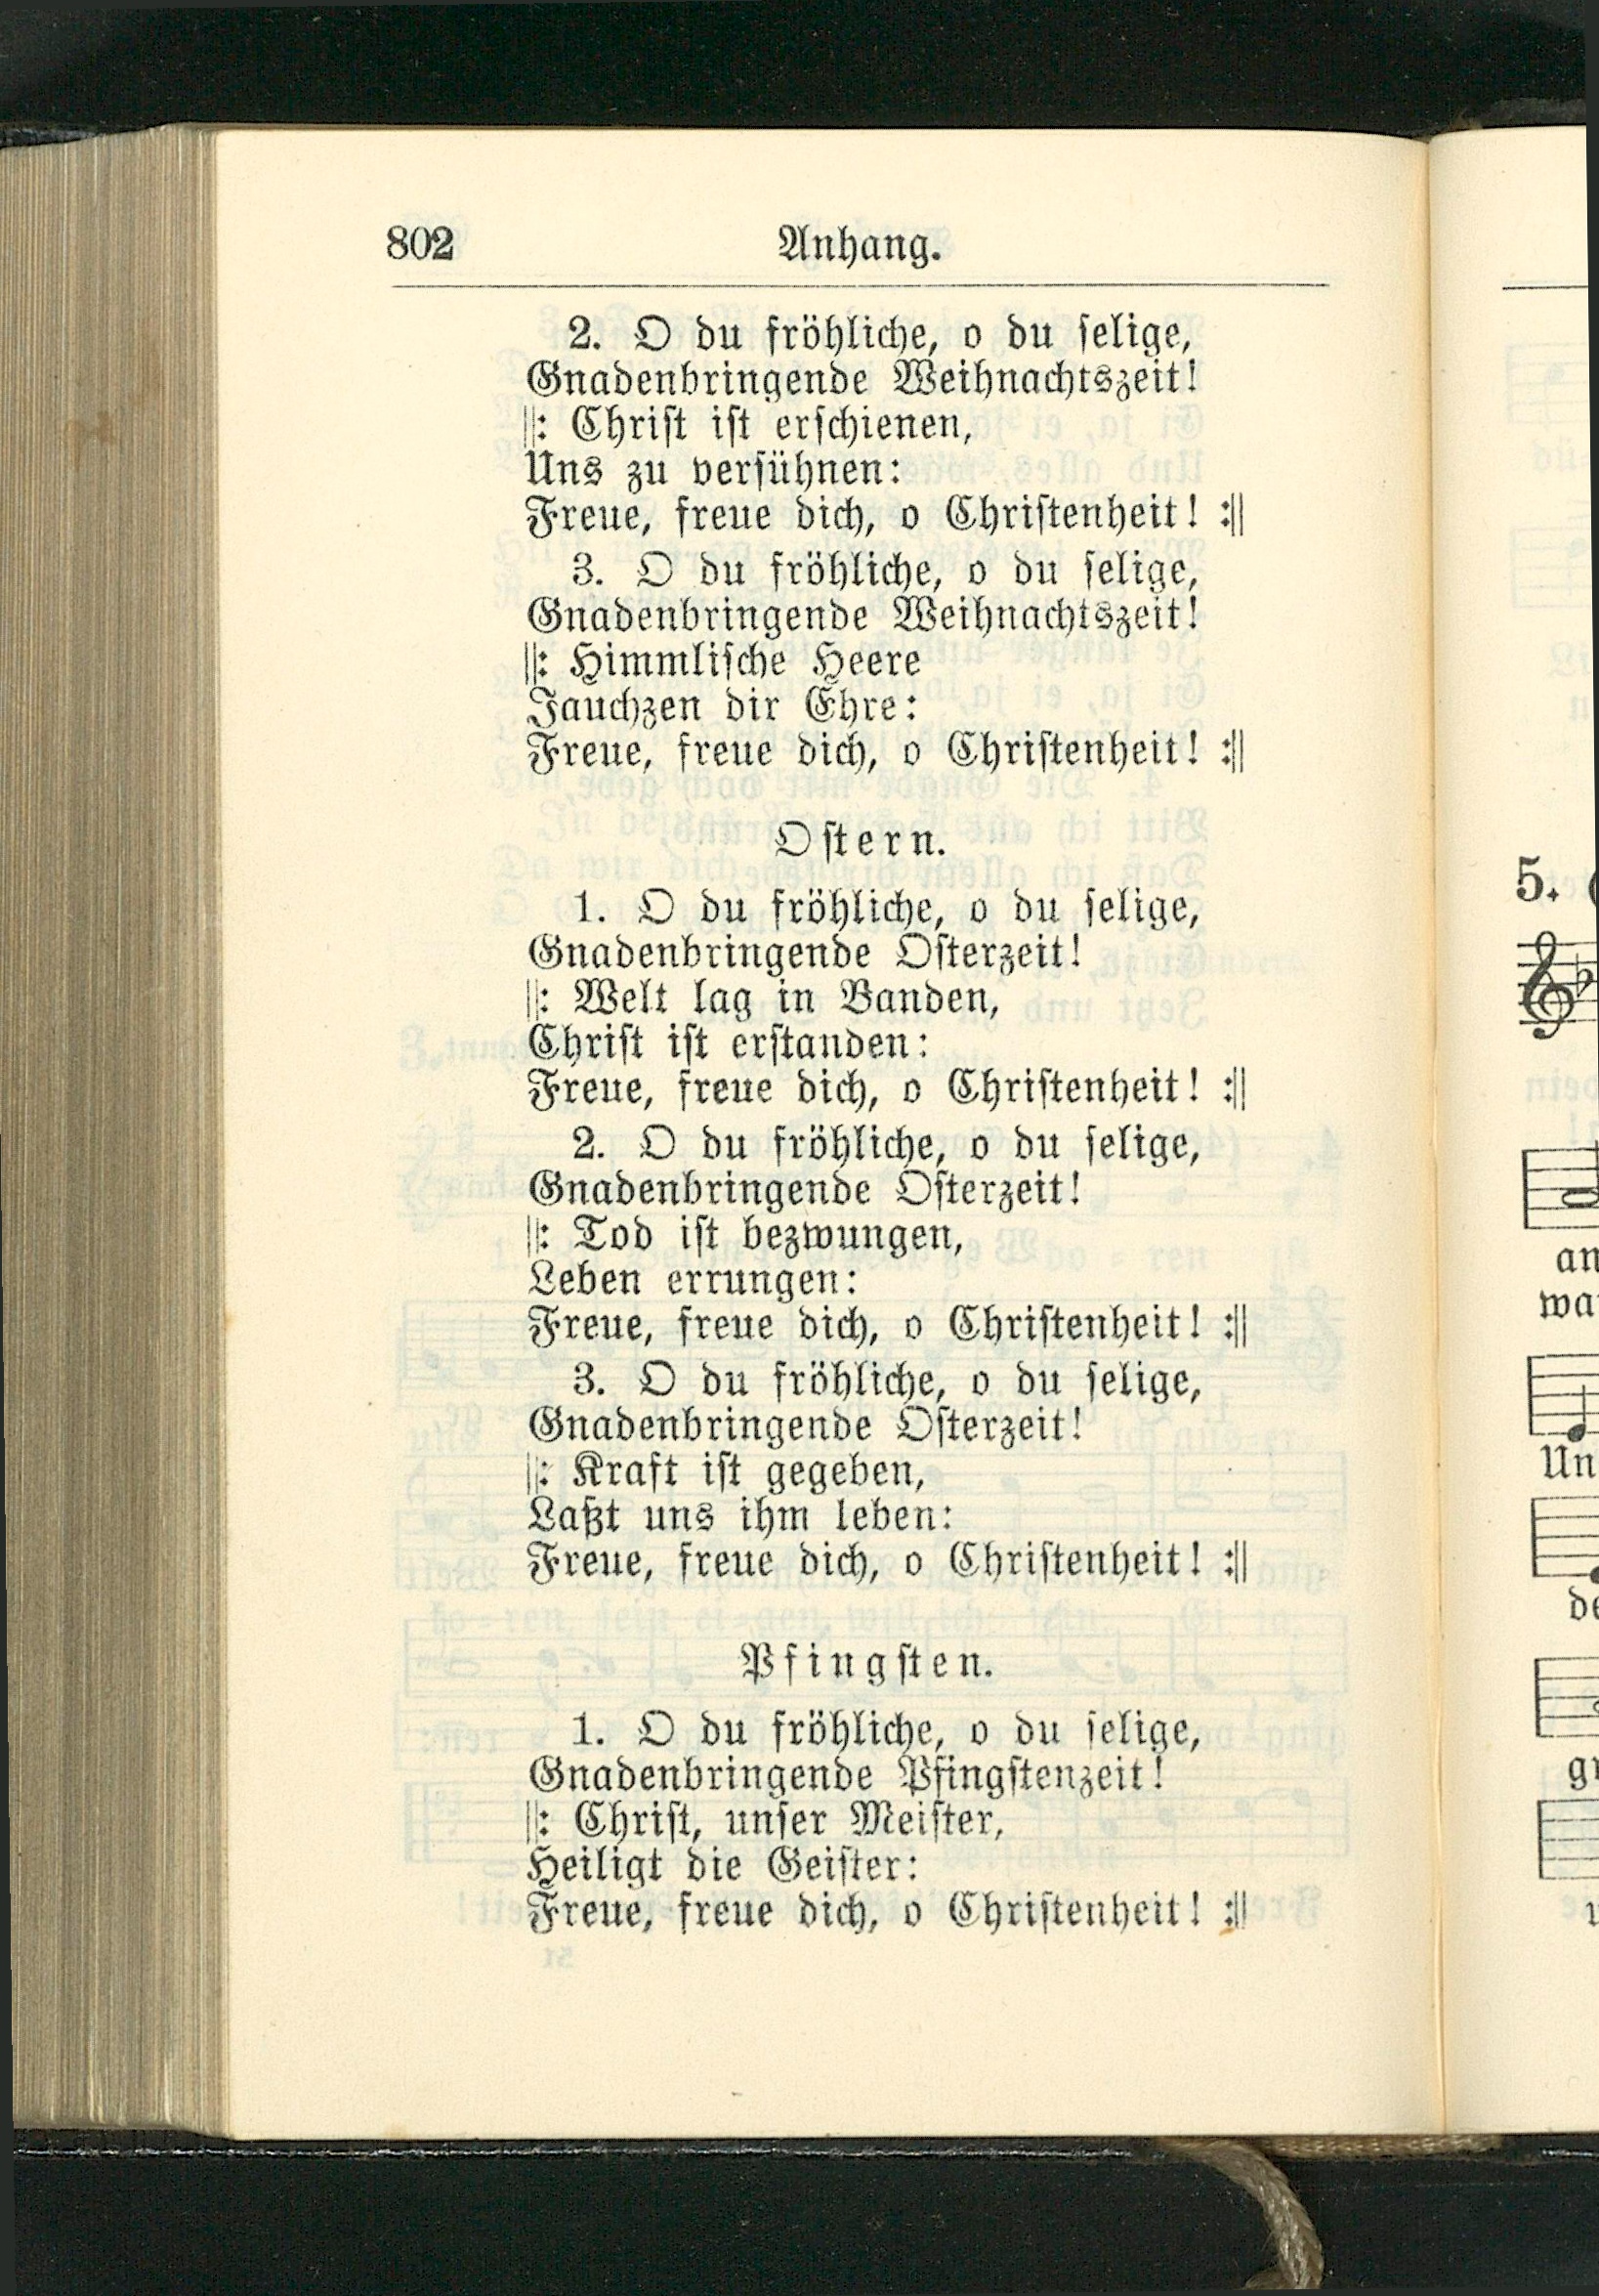 802
Anhang.
2. O du fröhliche, o du ſelige,
Gnadenbringende Weihnachtszeit!
‖: Chriſt iſt erſchienen,
Uns zu verſühnen:
Freue, freue dich, o Chriſtenheit! :‖
3. O du fröhliche, o du ſelige,
Gnadenbringende Weihnachtszeit!
‖: Himmliſche Heere
Jauchzen dir Ehre:
Freue, freue dich, o Chriſtenheit! :‖
Oſtern.
1. O du fröhliche, o du ſelige,
Gnadenbringende Oſterzeit!
‖: Welt lag in Banden,
Chriſt iſt erſtanden:
Freue, freue dich, o Chriſtenheit! :‖
2. O du fröhliche, o du ſelige,
Gnadenbringende Oſterzeit!
‖: Tod iſt bezwungen,
Leben errungen:
Freue, freue dich, o Chriſtenheit! :‖
3. O du fröhliche, o du ſelige,
Gnadenbringende Oſterzeit!
‖: Kraft iſt gegeben,
Laßt uns ihm leben:
Freue, freue dich, o Chriſtenheit! :‖
Pfingſten.
1. O du fröhliche, o du ſelige,
Gnadenbringende Pfingſtenzeit!
‖: Chriſt, unſer Meiſter,
Heiligt die Geiſter:
Freue, freue dich, o Chriſtenheit! :‖
5.